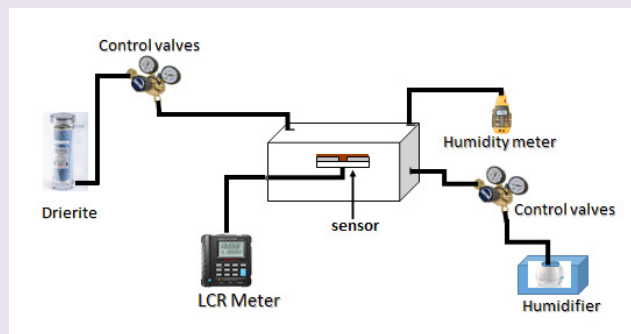 Control valves
Drierite
Humidity meter
Control valves
sensor
LCR Meter
Humidifier